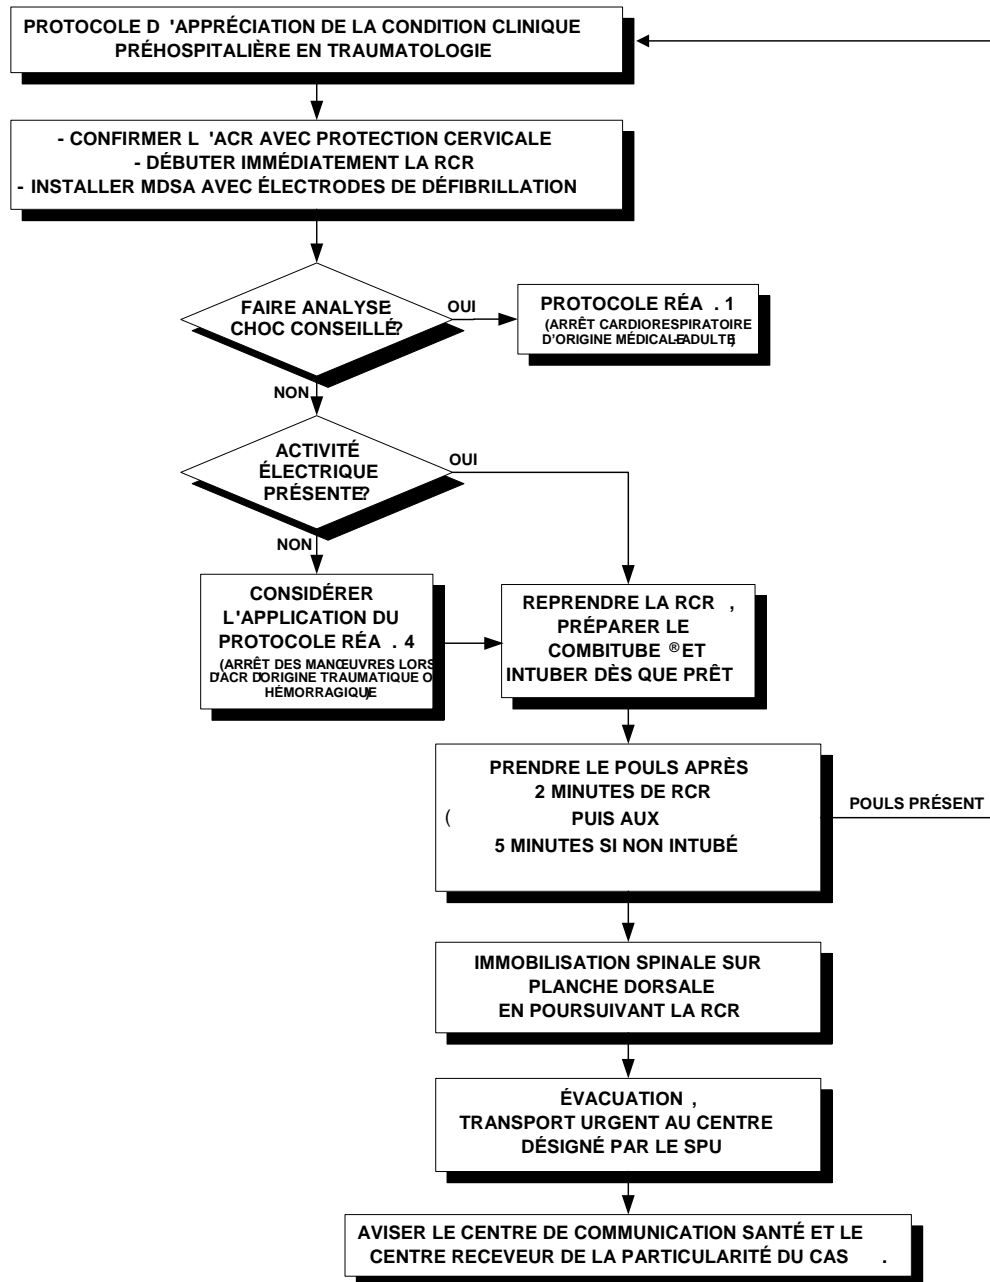 PROTOCOLE D 'APPRÉCIATION DE LA CONDITION CLINIQUE
PRÉHOSPITALIÈRE EN TRAUMATOLOGIE
- CONFIRMER L 'ACR AVEC PROTECTION CERVICALE
- DÉBUTER IMMÉDIATEMENT LA RCR
- INSTALLER MDSA AVEC ÉLECTRODES DE DÉFIBRILLATION
FAIRE ANALYSE
CHOC CONSEILLÉ?
OUI
PROTOCOLE RÉA . 1
(ARRÊT CARDIORESPIRATOIRE
D'ORIGINE MÉDICALE-ADULTE)
NON
ACTIVITÉ
ÉLECTRIQUE
PRÉSENTE?
OUI
NON
CONSIDÉRER
L'APPLICATION DU
PROTOCOLE RÉA . 4
(ARRÊT DES MANŒUVRES LORS
D'ACR D'ORIGINE TRAUMATIQUE O
HÉMORRAGIQUE)
REPRENDRE LA RCR ,
PRÉPARER LE
COMBITUBE ® ET
INTUBER DÈS QUE PRÊT
PRENDRE LE POULS APRÈS
2 MINUTES DE RCR
( PUIS AUX
5 MINUTES SI NON INTUBÉ
POULS PRÉSENT
IMMOBILISATION SPINALE SUR
PLANCHE DORSALE
EN POURSUIVANT LA RCR
ÉVACUATION ,
TRANSPORT URGENT AU CENTRE
DÉSIGNÉ PAR LE SPU
AVISER LE CENTRE DE COMMUNICATION SANTÉ ET LE
CENTRE RECEVEUR DE LA PARTICULARITÉ DU CAS .